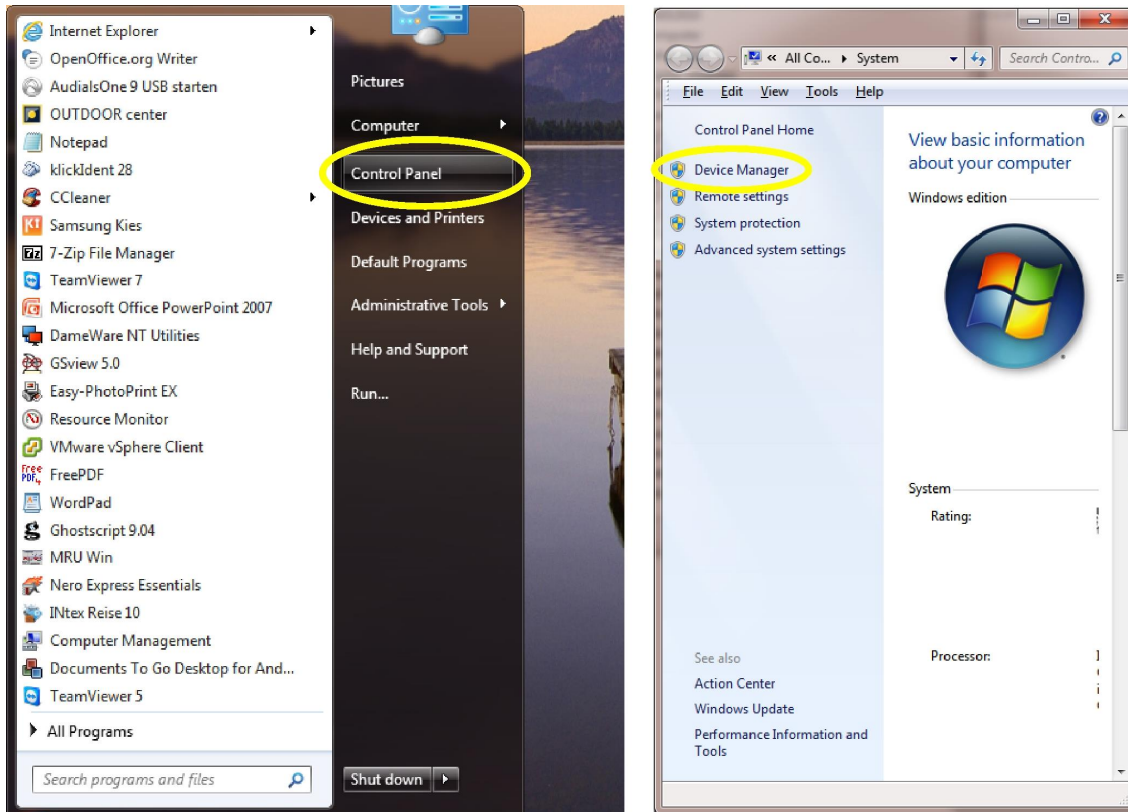 Internet Explorer
OpenOffice.org Writer
AudialsOne 9 USB starten
OUTDOOR center
Notepad
klickIdent 28
CCleaner
Samsung Kies
7-Zip File Manager
TeamViewer 7
Microsoft Office PowerPoint 2007
DameWare NT Utilities
GSview 5.0
Easy-PhotoPrint EX
Resource Monitor
VMware vSphere Client
FreePDF
WordPad
Ghostscript 9.04
MRU Win
Nero Express Essentials
INtex Reise 10
Computer Management
Documents To Go Desktop for And...
TeamViewer 5
All Programs
Search programs and files
Pictures
Computer
Control Panel
Devices and Printers
Default Programs
Administrative Tools
Help and Support
Run...
Shut down
« All Co... System
Search Contro...
File Edit View Tools Help
Control Panel Home
Device Manager
Remote settings
System protection
Advanced system settings
See also
Action Center
Windows Update
Performance Information and
Tools
View basic information
about your computer
Windows edition
System
Rating:
Processor: